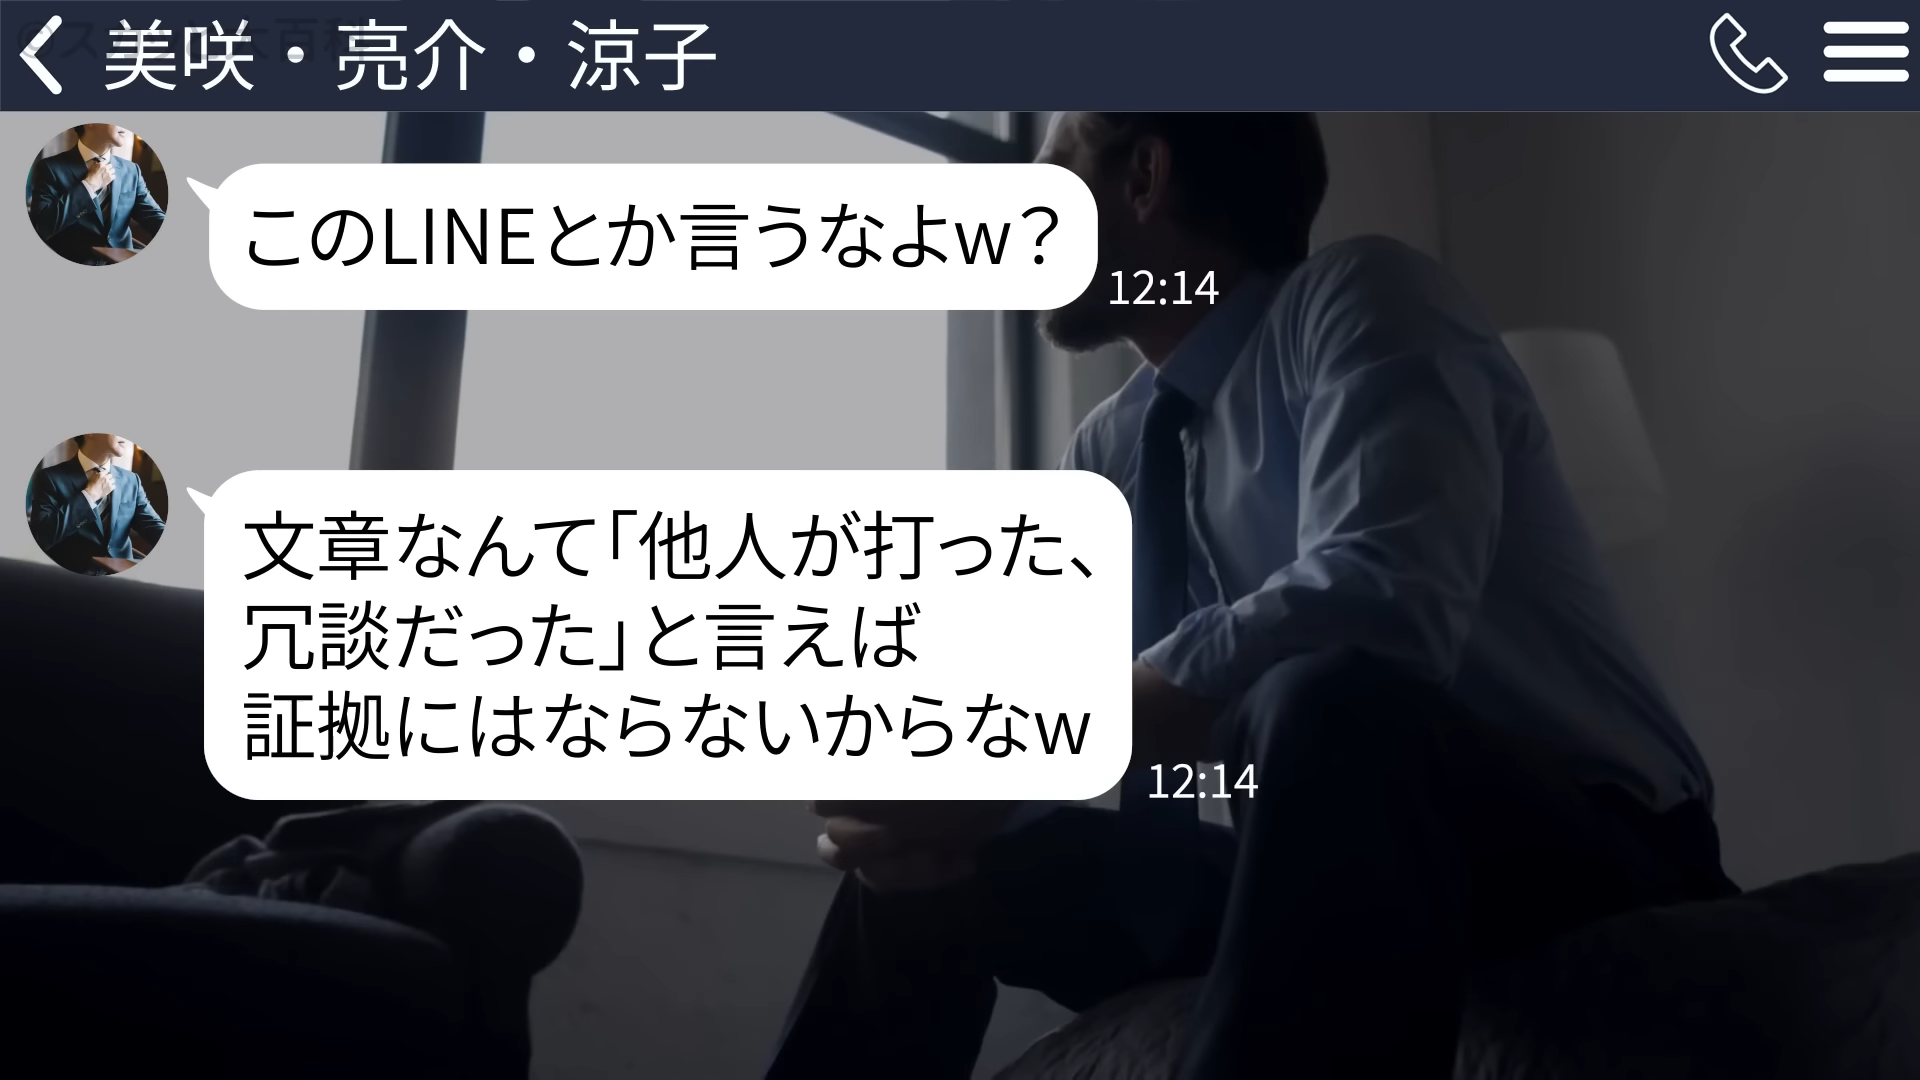 美咲・亮介・涼子
このLINEとか言うなよw?
12:14
文章なんて「他人が打った、
冗談だった」と言えば
証拠にはならないからなw
12:14